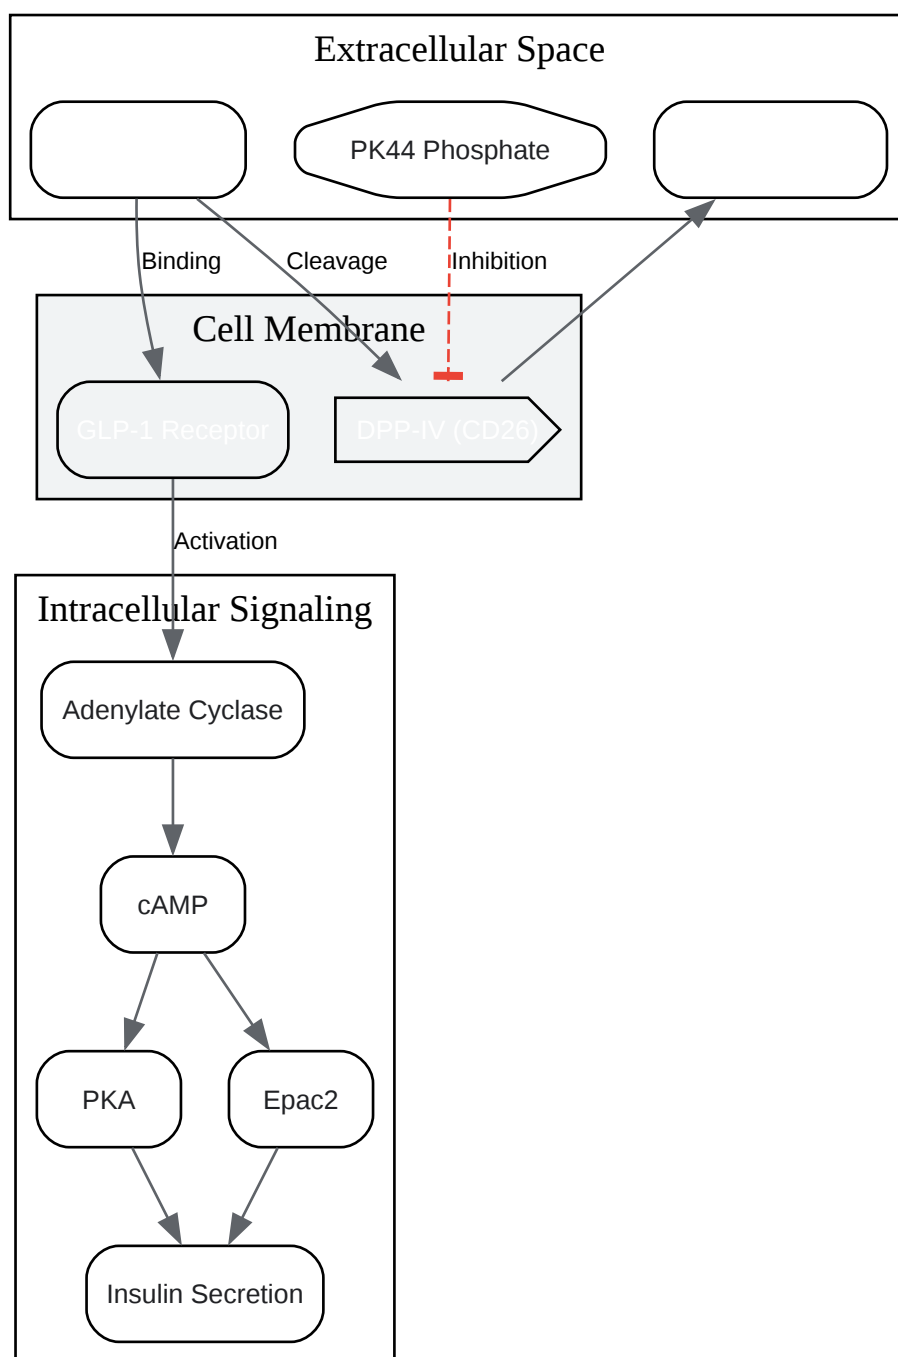 Extracellular Space
PK44 Phosphate
Binding
Cleavage
Inhibition
Cell Membrane
GLP-1 Receptor
DPP-IV (CD26)
Activation
Intracellular Signaling
Adenylate Cyclase
cAMP
PKA
Epac2
Insulin Secretion